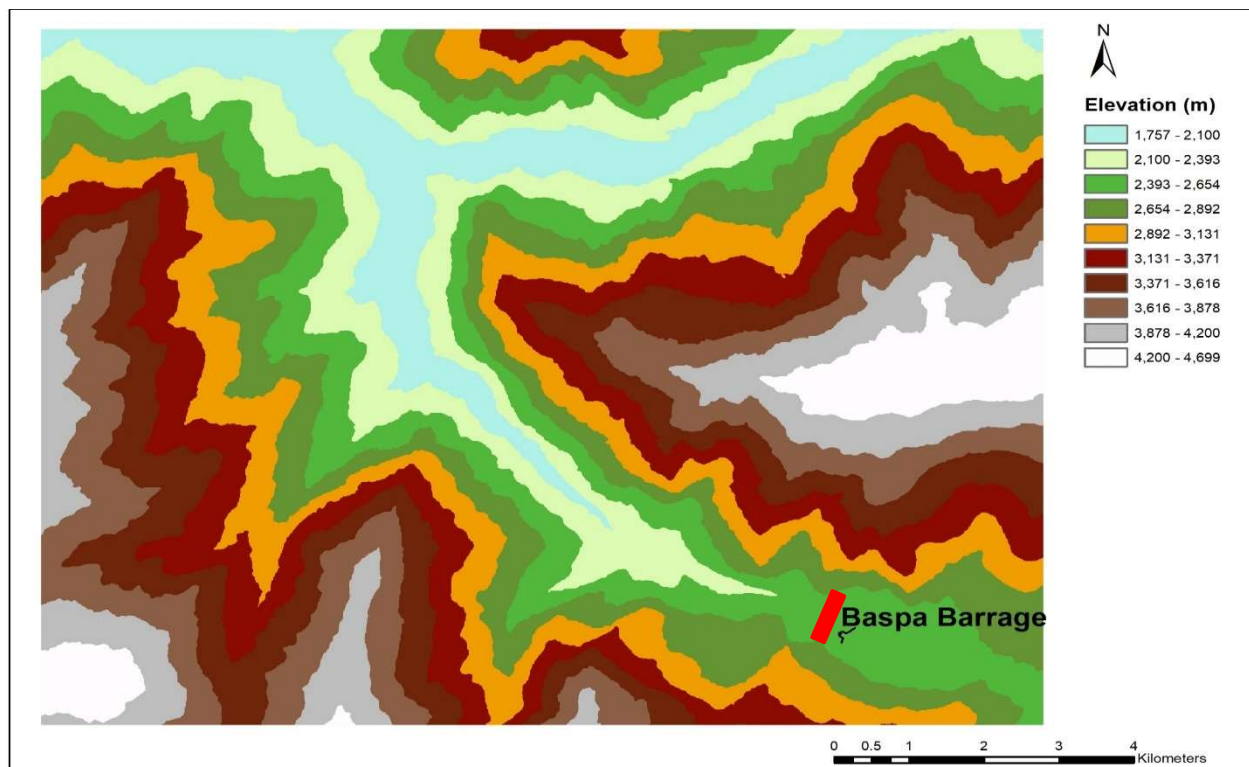 N
Elevation (m)
1,757 - 2,100
2,100 - 2,393
2,393 - 2,654
2,654 - 2,892
2,892 - 3,131
3,131 - 3,371
3,371 - 3,616
3,616 - 3,878
3,878 - 4,200
4,200 - 4,699
Baspa Barrage
0 0.5 1 2 3 4
Kilometers